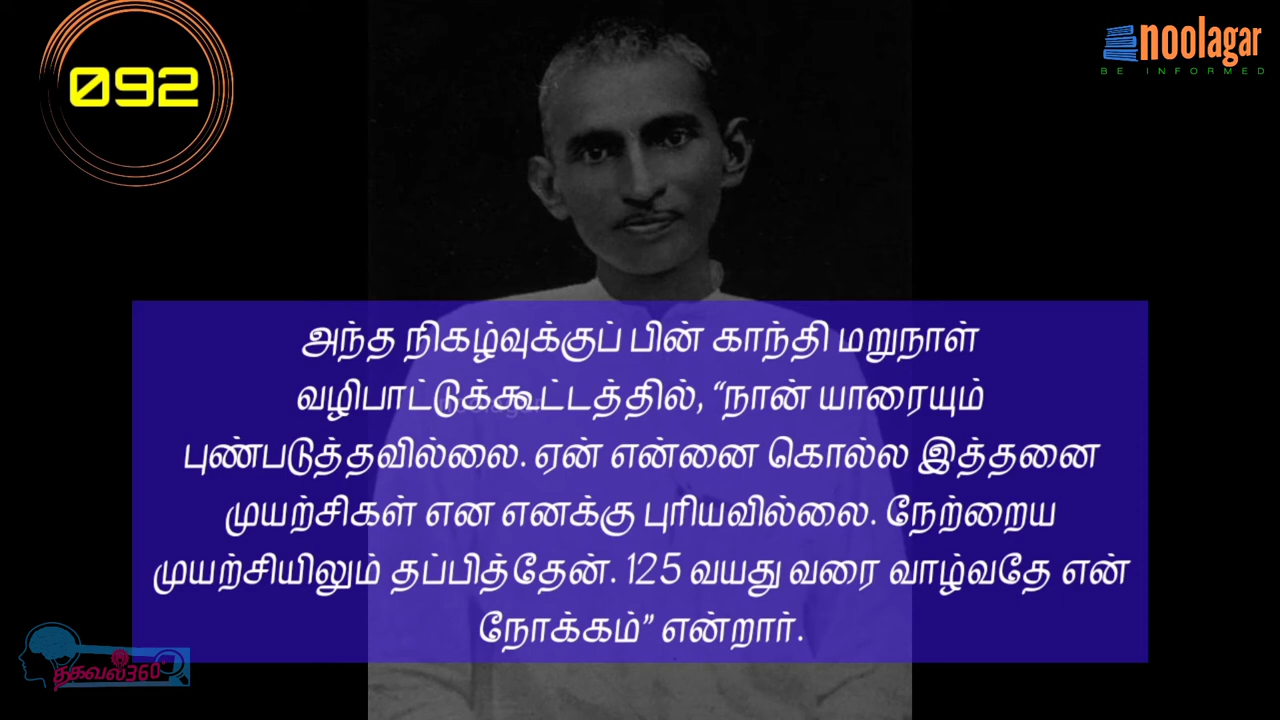 092
noolagar
BE INFORMED
அந்த நிகழ்வுக்குப் பின் காந்தி மறுநாள்
வழிபாட்டுக்கூட்டத்தில், “நான் யாரையும்
புண்படுத்தவில்லை. ஏன் என்னை கொல்ல இத்தனை
முயற்சிகள் என எனக்கு புரியவில்லை. நேற்றைய
முயற்சியிலும் தப்பித்தேன். 125 வயது வரை வாழ்வதே என்
நோக்கம்” என்றார்.
noolagar
தகவல்360°